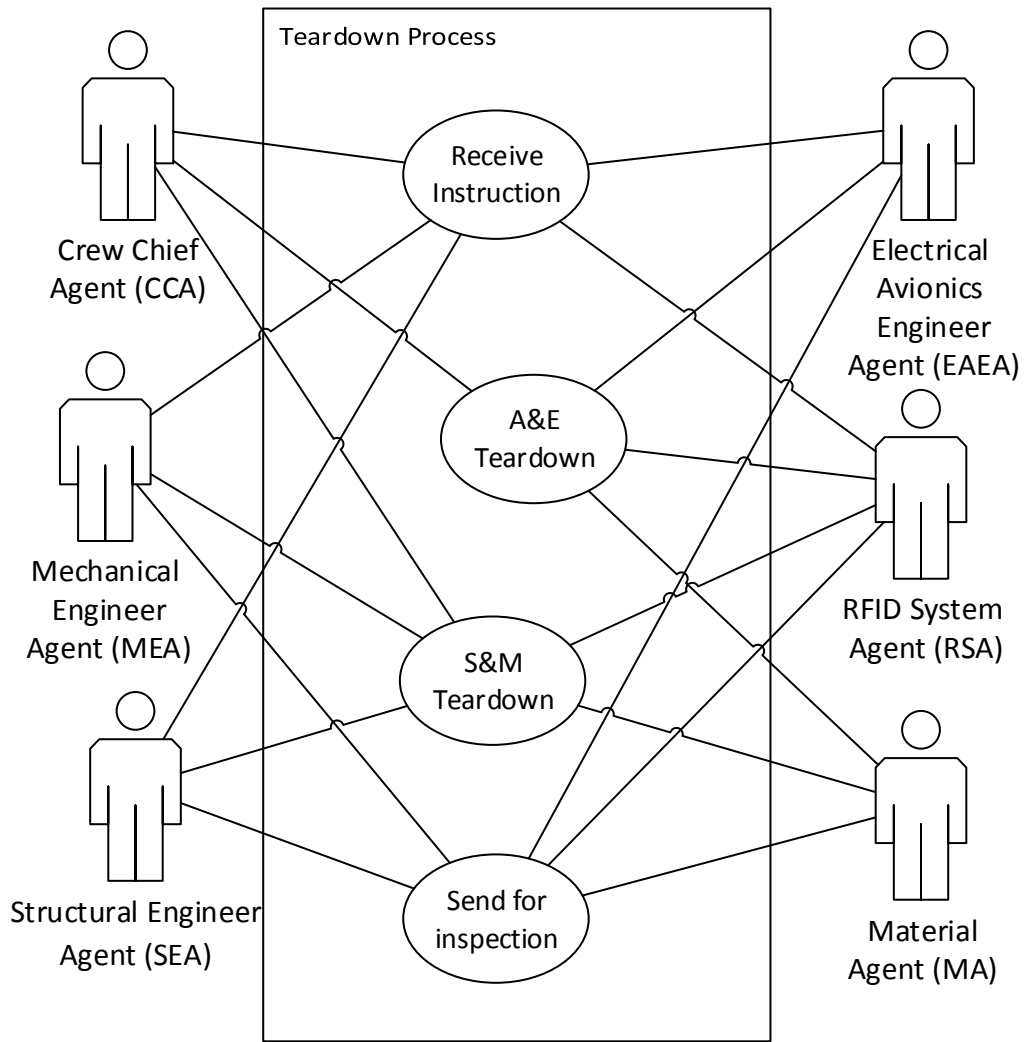 Teardown Process
Receive
Instruction
Crew Chief
Agent (CCA)
Electrical
Avionics
Engineer
Agent (EAEA)
A&E
Teardown
Mechanical
Engineer
Agent (MEA)
RFID System
Agent (RSA)
S&M
Teardown
Structural Engineer
Agent (SEA)
Send for
inspection
Material
Agent (MA)